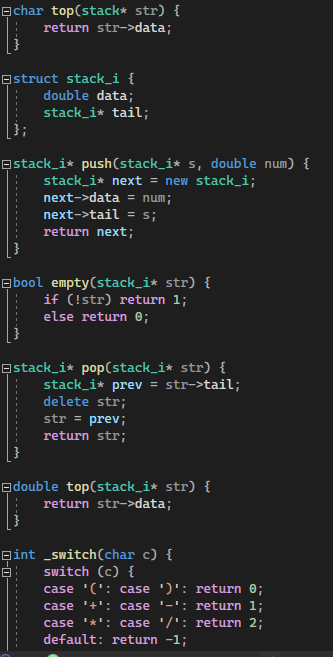 char top(stack* str) {
    return str->data;
}
struct stack_i {
    double data;
    stack_i* tail;
};
stack_i* push(stack_i* s, double num) {
    stack_i* next = new stack_i;
    next->data = num;
    next->tail = s;
    return next;
}
bool empty(stack_i* str) {
    if (!str) return 1;
    else return 0;
}
stack_i* pop(stack_i* str) {
    stack_i* prev = str->tail;
    delete str;
    str = prev;
    return str;
}
double top(stack_i* str) {
    return str->data;
}
int _switch(char c) {
    switch (c) {
    case '(': case ')': return 0;
    case '+': case '-': return 1;
    case '*': case '/': return 2;
    default: return -1;